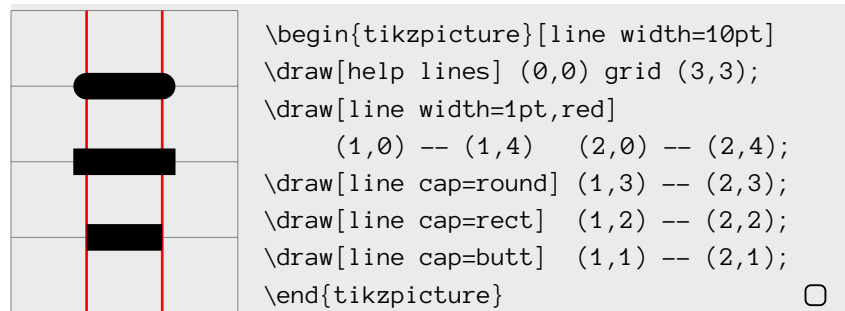 \begin{tikzpicture}[line width=10pt]
\draw[help lines] (0,0) grid (3,3);
\draw[line width=1pt,red]
(1,0) -- (1,4) (2,0) -- (2,4);
\draw[line cap=round] (1,3) -- (2,3);
\draw[line cap=rect] (1,2) -- (2,2);
\draw[line cap=butt] (1,1) -- (2,1);
\end{tikzpicture}